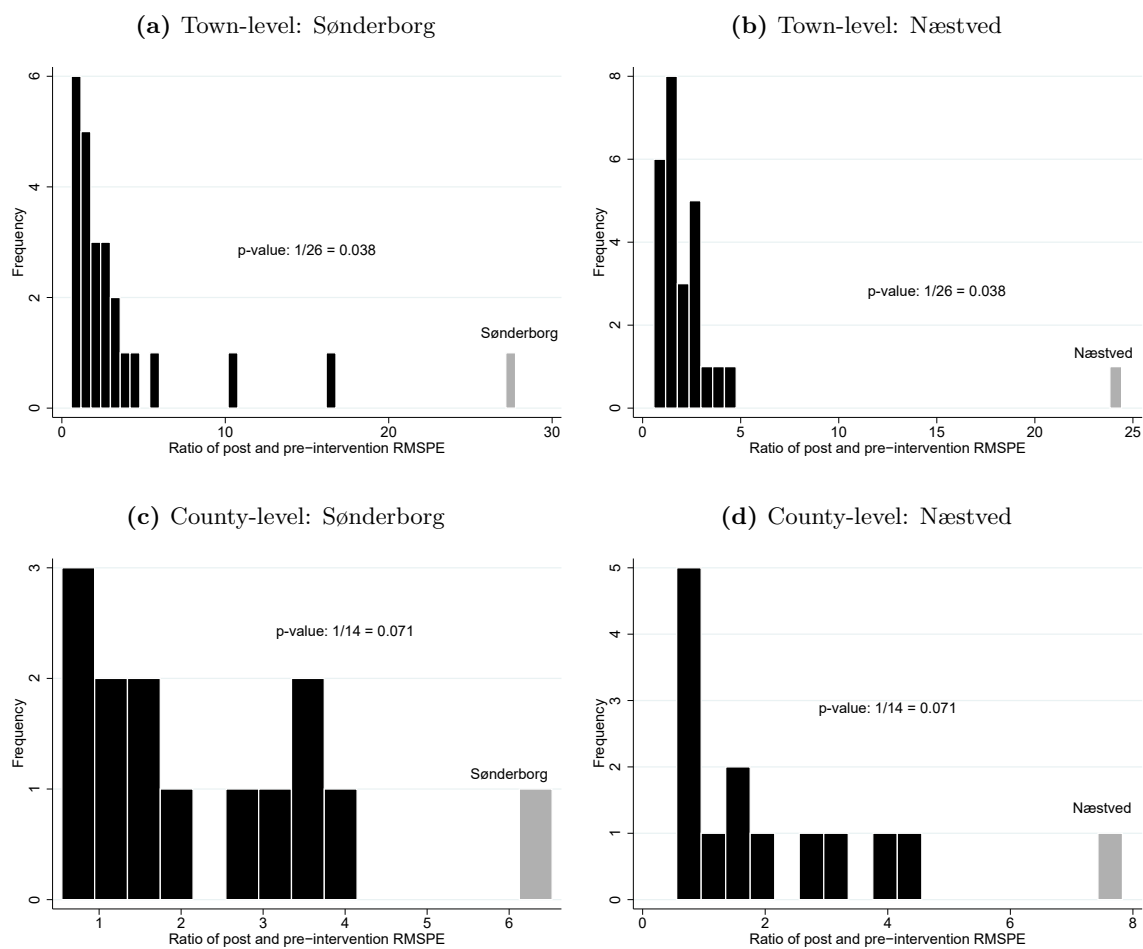 (a) Town-level: Sønderborg
6
4
2
0
Frequency
p-value: 1/26 = 0.038
Sønderborg
0 10 20 30
Ratio of post and pre−intervention RMSPE
(b) Town-level: Næstved
8
6
4
2
0
Frequency
p-value: 1/26 = 0.038
Næstved
0 5 10 15 20 25
Ratio of post and pre−intervention RMSPE
(c) County-level: Sønderborg
3
2
1
0
Frequency
p-value: 1/14 = 0.071
Sønderborg
1 2 3 4 5 6
Ratio of post and pre−intervention RMSPE
(d) County-level: Næstved
5
4
3
2
1
0
Frequency
p-value: 1/14 = 0.071
Næstved
0 2 4 6 8
Ratio of post and pre−intervention RMSPE